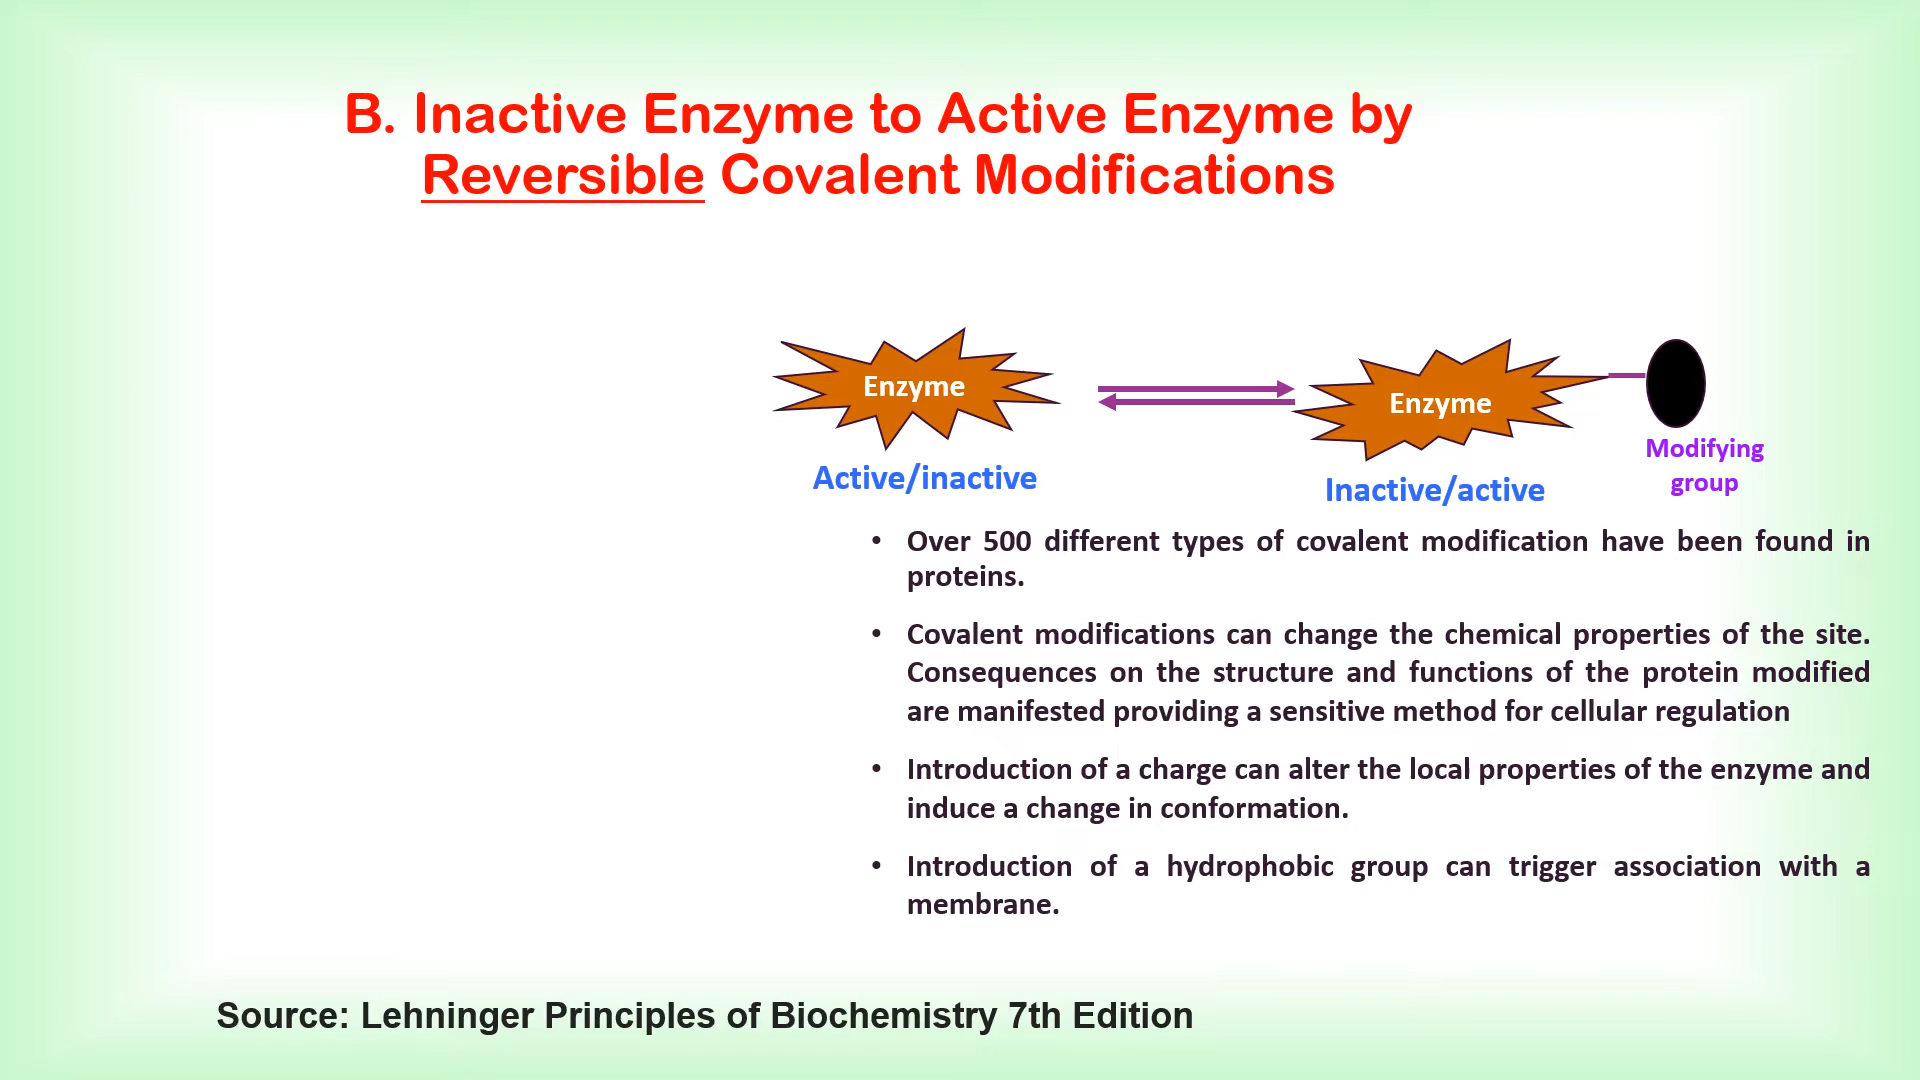 B. Inactive Enzyme to Active Enzyme by
Reversible Covalent Modifications
Enzyme
Enzyme
Active/inactive
Inactive/active
Modifying
group
• Over 500 different types of covalent modification have been found in
proteins.
• Covalent modifications can change the chemical properties of the site.
Consequences on the structure and functions of the protein modified
are manifested providing a sensitive method for cellular regulation
• Introduction of a charge can alter the local properties of the enzyme and
induce a change in conformation.
• Introduction of a hydrophobic group can trigger association with a
membrane.
Source: Lehninger Principles of Biochemistry 7th Edition